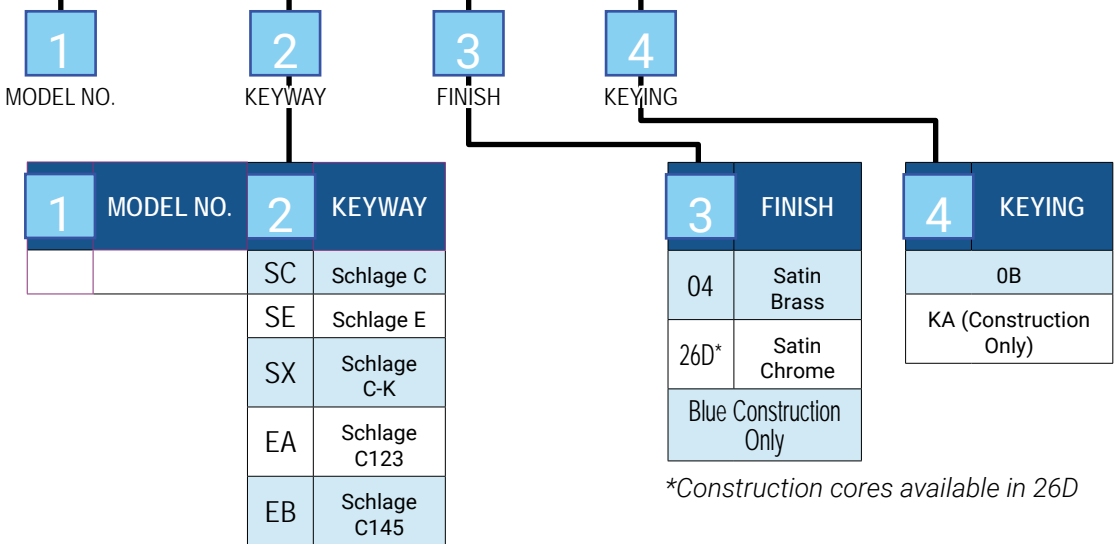 1
2
3
4
MODEL NO.
KEYWAY
FINISH
KEYING
1 MODEL NO. 2 KEYWAY
SC Schlage C
SE Schlage E
SX Schlage
C-K
EA Schlage
C123
EB Schlage
C145
3 FINISH
04 Satin
Brass
26D* Satin
Chrome
Blue Construction
Only
*Construction cores available in 26D
4 KEYING
0B
KA (Construction
Only)